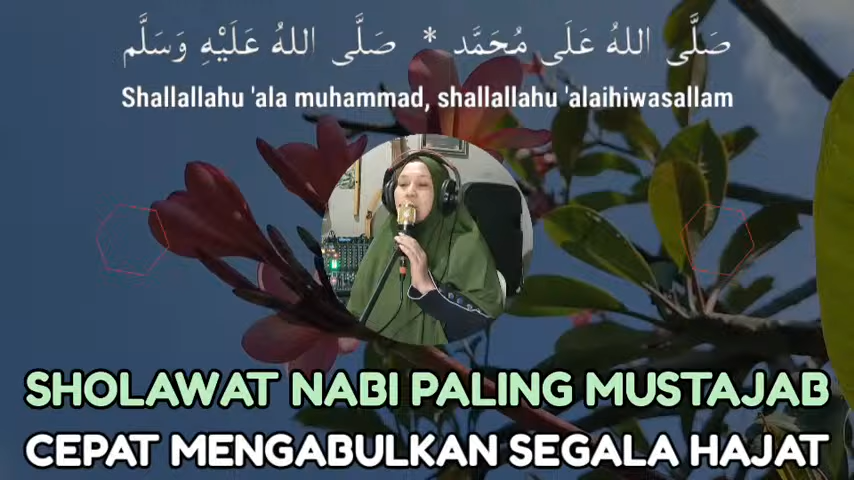 صَلَّى اللهُ عَلَى مُحَمَّد * صَلَّى اللهُ عَلَيْهِ وَسَلَّم
Shallallahu 'ala muhammad, shallallahu 'alaihiwasallam
SHOLAWAT NABI PALING MUSTAJAB
CEPAT MENGABULKAN SEGALA HAJAT